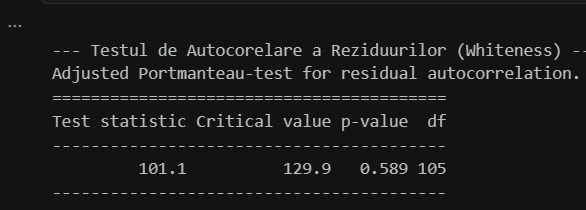 ...
--- Testul de Autocorelare a Reziduurilor (Whiteness) --
Adjusted Portmanteau-test for residual autocorrelation.
=========================================
Test statistic Critical value p-value  df
-----------------------------------------
         101.1          129.9   0.589 105
-----------------------------------------